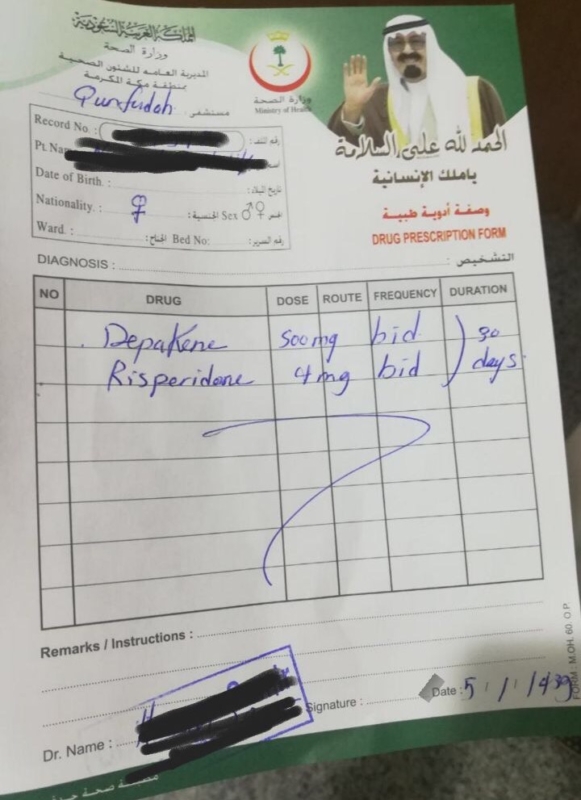 المملكة العربية السعودية
وزارة الصحة
المديرية العامة للشئون الصحية
بمنطقة مكة المكرمة
مستشفى : Qunfudah
وزارة الصحة
Ministry of Health
الحمد لله على السلامة
ياملك الإنسانية
وصفة أدوية طبية
DRUG PRESCRIPTION FORM
Record No. : رقم الملف :
Pt. Name
Date of Birth : تاريخ الميلاد :
Nationality. : ♀ الجنسية : Sex ♂ ♀ الجنس
Ward. : الجناح : Bed No: رقم السرير :
DIAGNOSIS : التشخيص :
NO DRUG DOSE ROUTE FREQUENCY DURATION
Depakene 500mg bid 30
Risperidone 4mg bid days
Remarks / Instructions :
Signature : Date : 5/1/1439
Dr. Name :
FORM. M.OH. 60. O.P.